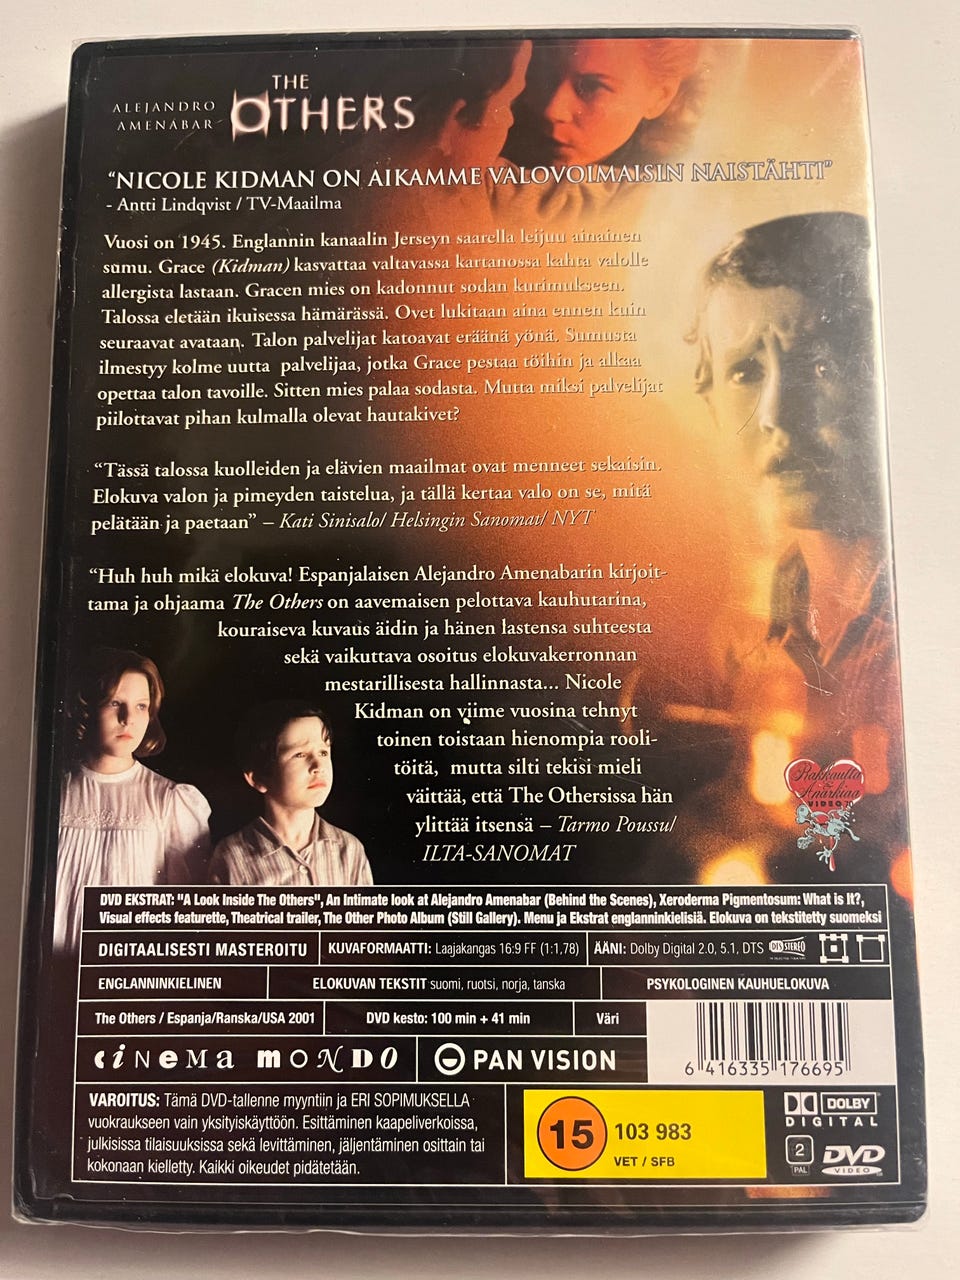 THE
ALEJANDRO
AMENÁBAR
OTHERS
"NICOLE KIDMAN ON AIKAMME VALOVOIMAISIN NAISTÄHTI"
- Antti Lindqvist / TV-Maailma
Vuosi on 1945. Englannin kanaalin Jerseyn saarella leijuu ainainen
sumu. Grace (Kidman) kasvattaa valtavassa kartanossa kahta valolle
allergista lastaan. Gracen mies on kadonnut sodan kurimukseen.
Talossa eletään ikuisessa hämärässä. Ovet lukitaan aina ennen kuin
seuraavat avataan. Talon palvelijat katoavat eräänä yönä. Sumusta
ilmestyy kolme uutta palvelijaa, jotka Grace pestaa töihin ja alkaa
opettaa talon tavoille. Sitten mies palaa sodasta. Mutta miksi palvelijat
piilottavat pihan kulmalla olevat hautakivet?
"Tässä talossa kuolleiden ja elävien maailmat ovat menneet sekaisin.
Elokuva valon ja pimeyden taistelua, ja tällä kertaa valo on se, mitä
pelätään ja paetaan" – Kati Sinisalo/ Helsingin Sanomat/ NYT
"Huh huh mikä elokuva! Espanjalaisen Alejandro Amenabarin kirjoit-
tama ja ohjaama The Others on aavemaisen pelottava kauhutarina,
kouraiseva kuvaus äidin ja hänen lastensa suhteesta
sekä vaikuttava osoitus elokuvakerronnan
mestarillisesta hallinnasta... Nicole
Kidman on viime vuosina tehnyt
toinen toistaan hienompia rooli-
töitä, mutta silti tekisi mieli
väittää, että The Othersissa hän
ylittää itsensä – Tarmo Poussu/
ILTA-SANOMAT
Rakkautta
Anarkiaa
VIDEO
DVD EKSTRAT: "A Look Inside The Others", An Intimate look at Alejandro Amenabar (Behind the Scenes), Xeroderma Pigmentosum: What is It?,
Visual effects featurette, Theatrical trailer, The Other Photo Album (Still Gallery). Menu ja Ekstrat englanninkielisiä. Elokuva on tekstitetty suomeksi
DIGITAALISESTI MASTEROITU KUVAFORMAATTI: Laajakangas 16:9 FF (1:1,78) ÄÄNI: Dolby Digital 2.0, 5.1, DTS STEREO
ENGLANNINKIELINEN ELOKUVAN TEKSTIT suomi, ruotsi, norja, tanska PSYKOLOGINEN KAUHUELOKUVA
The Others / Espanja/Ranska/USA 2001 DVD kesto: 100 min + 41 min Väri
CiNeMa MONDO PAN VISION
6 416335 176695
VAROITUS: Tämä DVD-tallenne myyntiin ja ERI SOPIMUKSELLA
vuokraukseen vain yksityiskäyttöön. Esittäminen kaapeliverkoissa,
julkisissa tilaisuuksissa sekä levittäminen, jäljentäminen osittain tai
kokonaan kielletty. Kaikki oikeudet pidätetään.
15 103 983
VET / SFB
DOLBY
DIGITAL
2
PAL
DVD
VIDEO